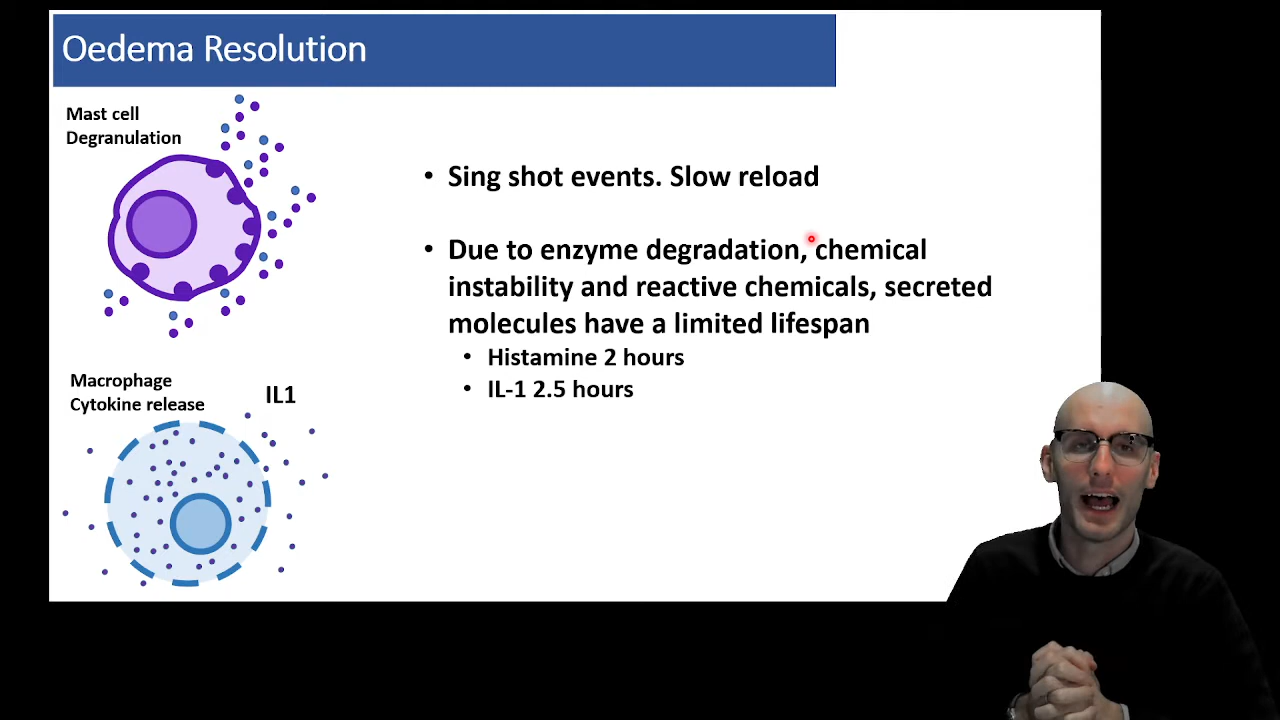 Oedema Resolution
Mast cell
Degranulation
• Sing shot events. Slow reload
• Due to enzyme degradation, chemical
instability and reactive chemicals, secreted
molecules have a limited lifespan
• Histamine 2 hours
• IL-1 2.5 hours
Macrophage
Cytokine release
IL1